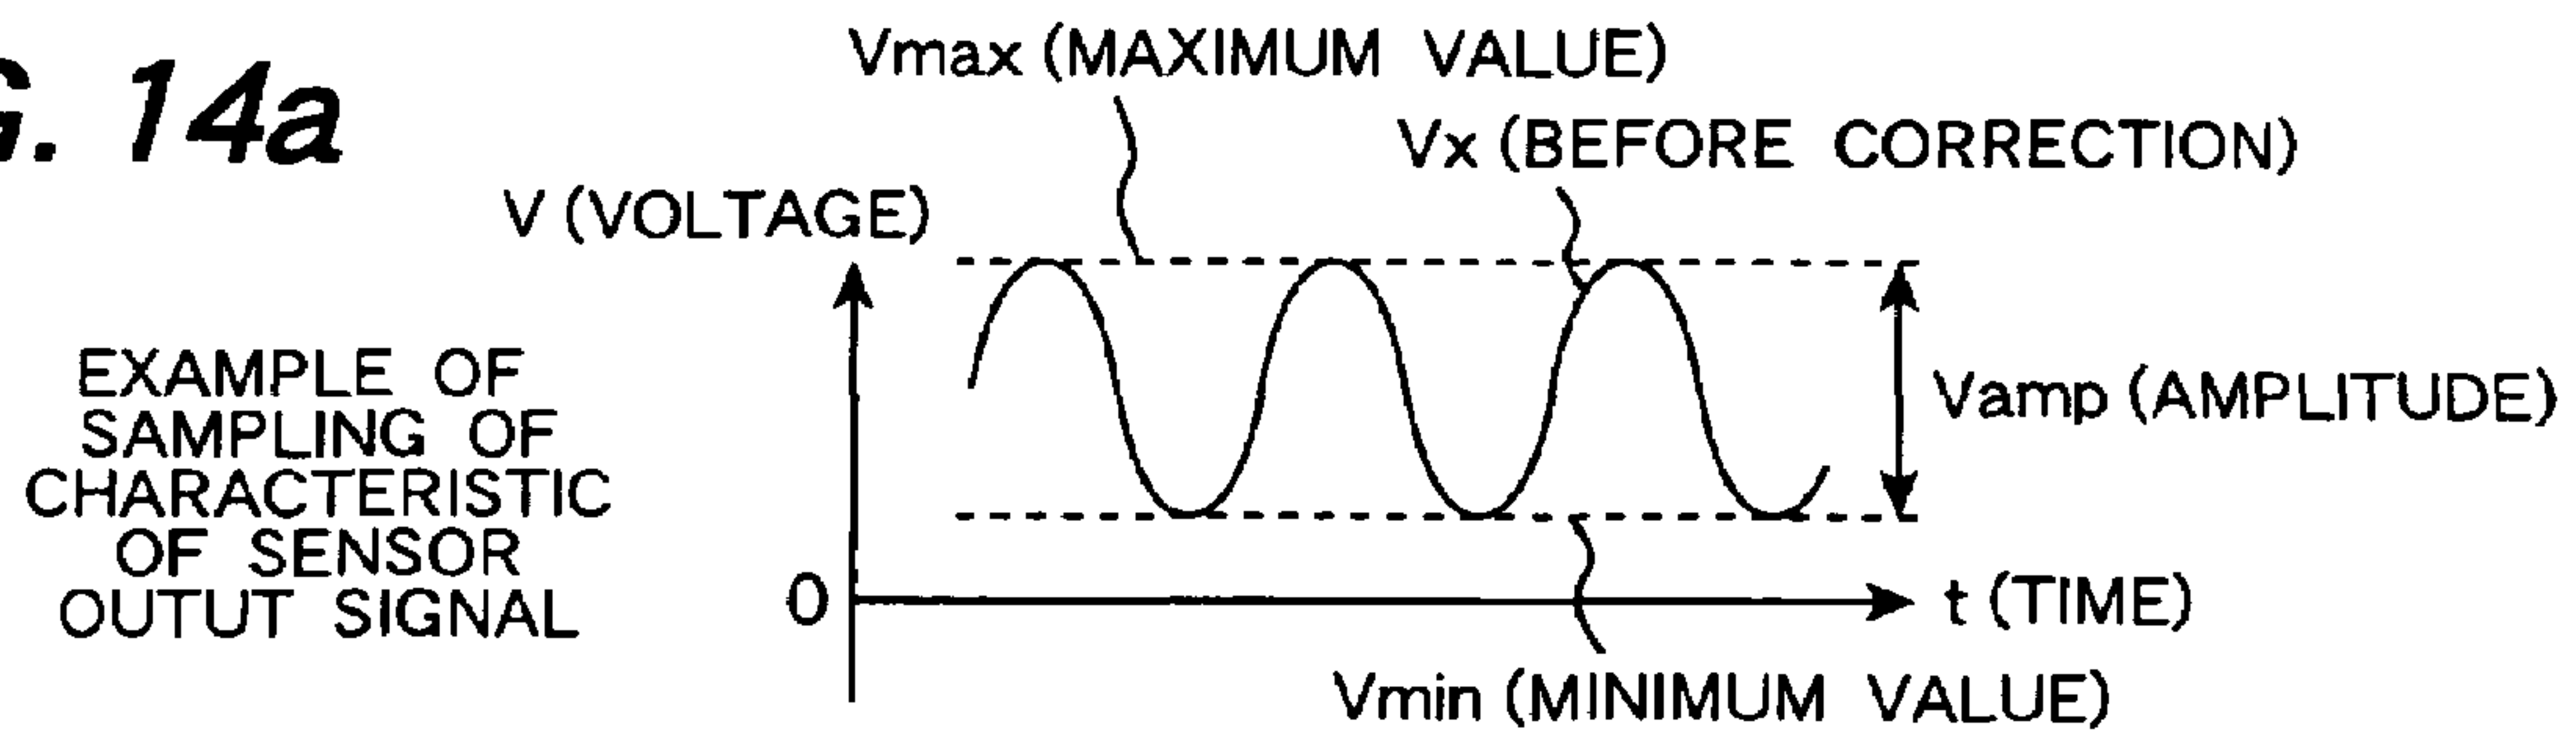 G. 14a
Vmax (MAXIMUM VALUE)
Vx (BEFORE CORRECTION)
V (VOLTAGE)
EXAMPLE OF
SAMPLING OF
CHARACTERISTIC
OF SENSOR
OUTUT SIGNAL
Vamp (AMPLITUDE)
0
t (TIME)
Vmin (MINIMUM VALUE)